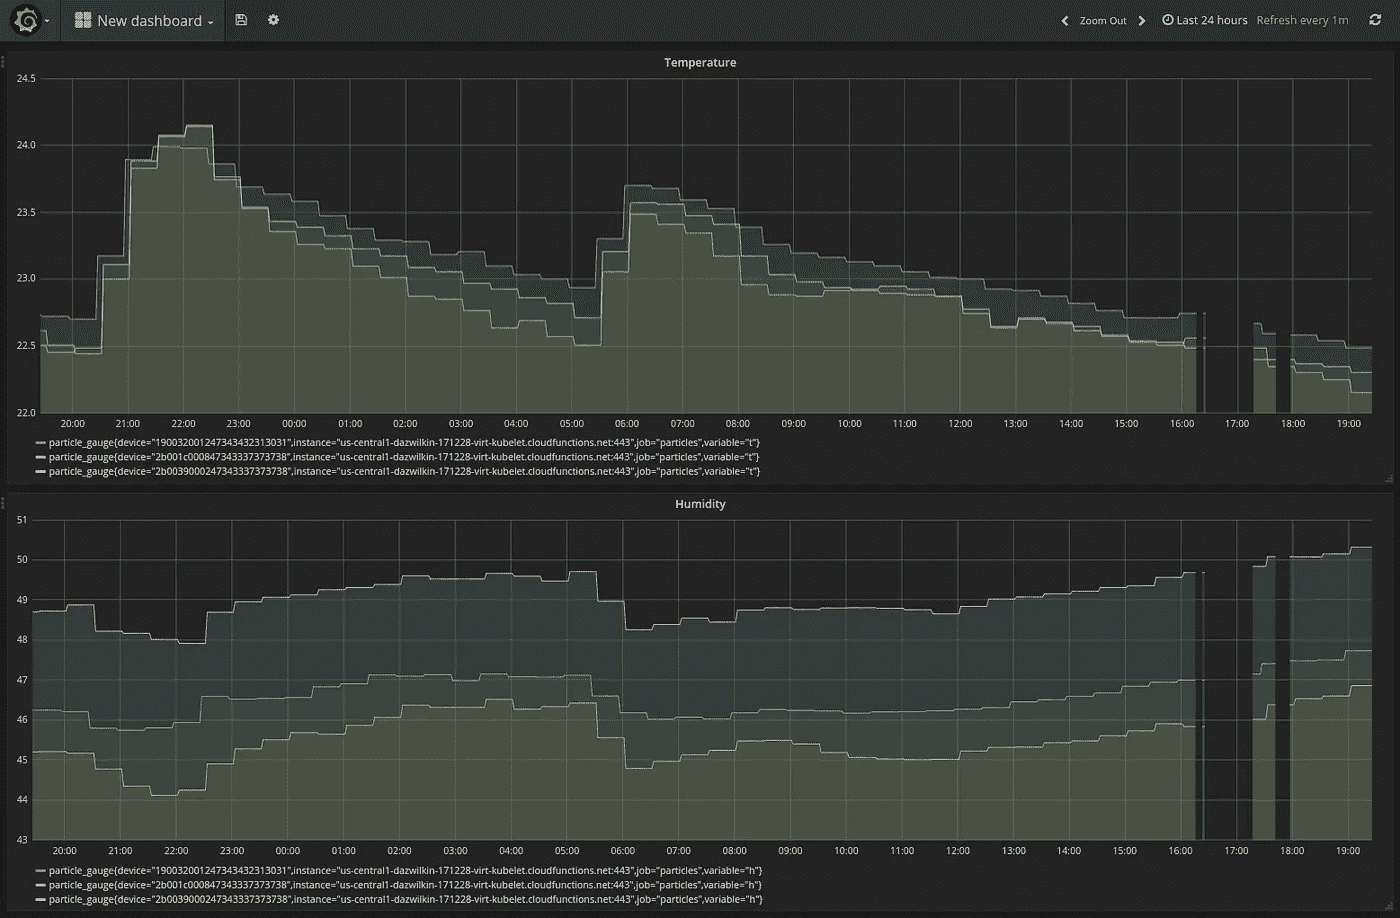 New dashboard
Zoom Out
Last 24 hours Refresh every 1m
Temperature
24.5
24.0
23.5
23.0
22.5
22.0
20:00 21:00 22:00 23:00 00:00 01:00 02:00 03:00 04:00 05:00 06:00 07:00 08:00 09:00 10:00 11:00 12:00 13:00 14:00 15:00 16:00 17:00 18:00 19:00
particle_gauge{device="190032001247343432313031",instance="us-central1-dazwilkin-171228-virt-kubelet.cloudfunctions.net:443",job="particles",variable="t"}
particle_gauge{device="2b001c000847343337373738",instance="us-central1-dazwilkin-171228-virt-kubelet.cloudfunctions.net:443",job="particles",variable="t"}
particle_gauge{device="2b0039000247343337373738",instance="us-central1-dazwilkin-171228-virt-kubelet.cloudfunctions.net:443",job="particles",variable="t"}
Humidity
51
50
49
48
47
46
45
44
43
20:00 21:00 22:00 23:00 00:00 01:00 02:00 03:00 04:00 05:00 06:00 07:00 08:00 09:00 10:00 11:00 12:00 13:00 14:00 15:00 16:00 17:00 18:00 19:00
particle_gauge{device="190032001247343432313031",instance="us-central1-dazwilkin-171228-virt-kubelet.cloudfunctions.net:443",job="particles",variable="h"}
particle_gauge{device="2b001c000847343337373738",instance="us-central1-dazwilkin-171228-virt-kubelet.cloudfunctions.net:443",job="particles",variable="h"}
particle_gauge{device="2b0039000247343337373738",instance="us-central1-dazwilkin-171228-virt-kubelet.cloudfunctions.net:443",job="particles",variable="h"}